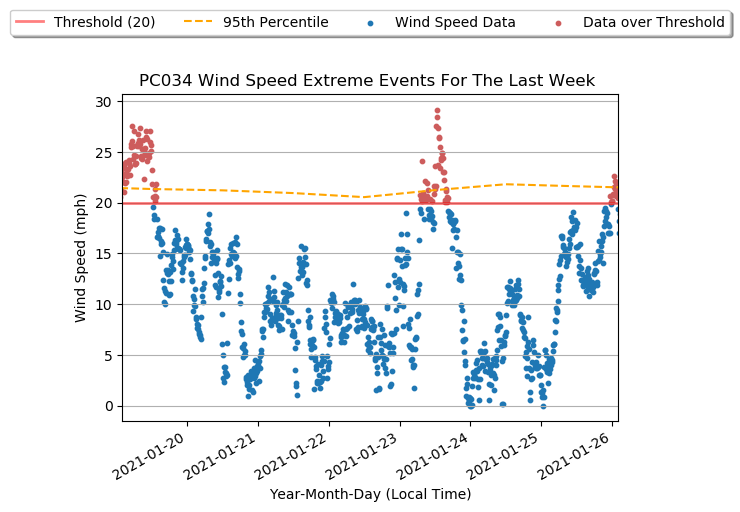 Threshold (20) 95th Percentile Wind Speed Data Data over Threshold
PC034 Wind Speed Extreme Events For The Last Week
30
25
20
15
10
5
0
Wind Speed (mph)
2021-01-20 2021-01-21 2021-01-22 2021-01-23 2021-01-24 2021-01-25 2021-01-26
Year-Month-Day (Local Time)